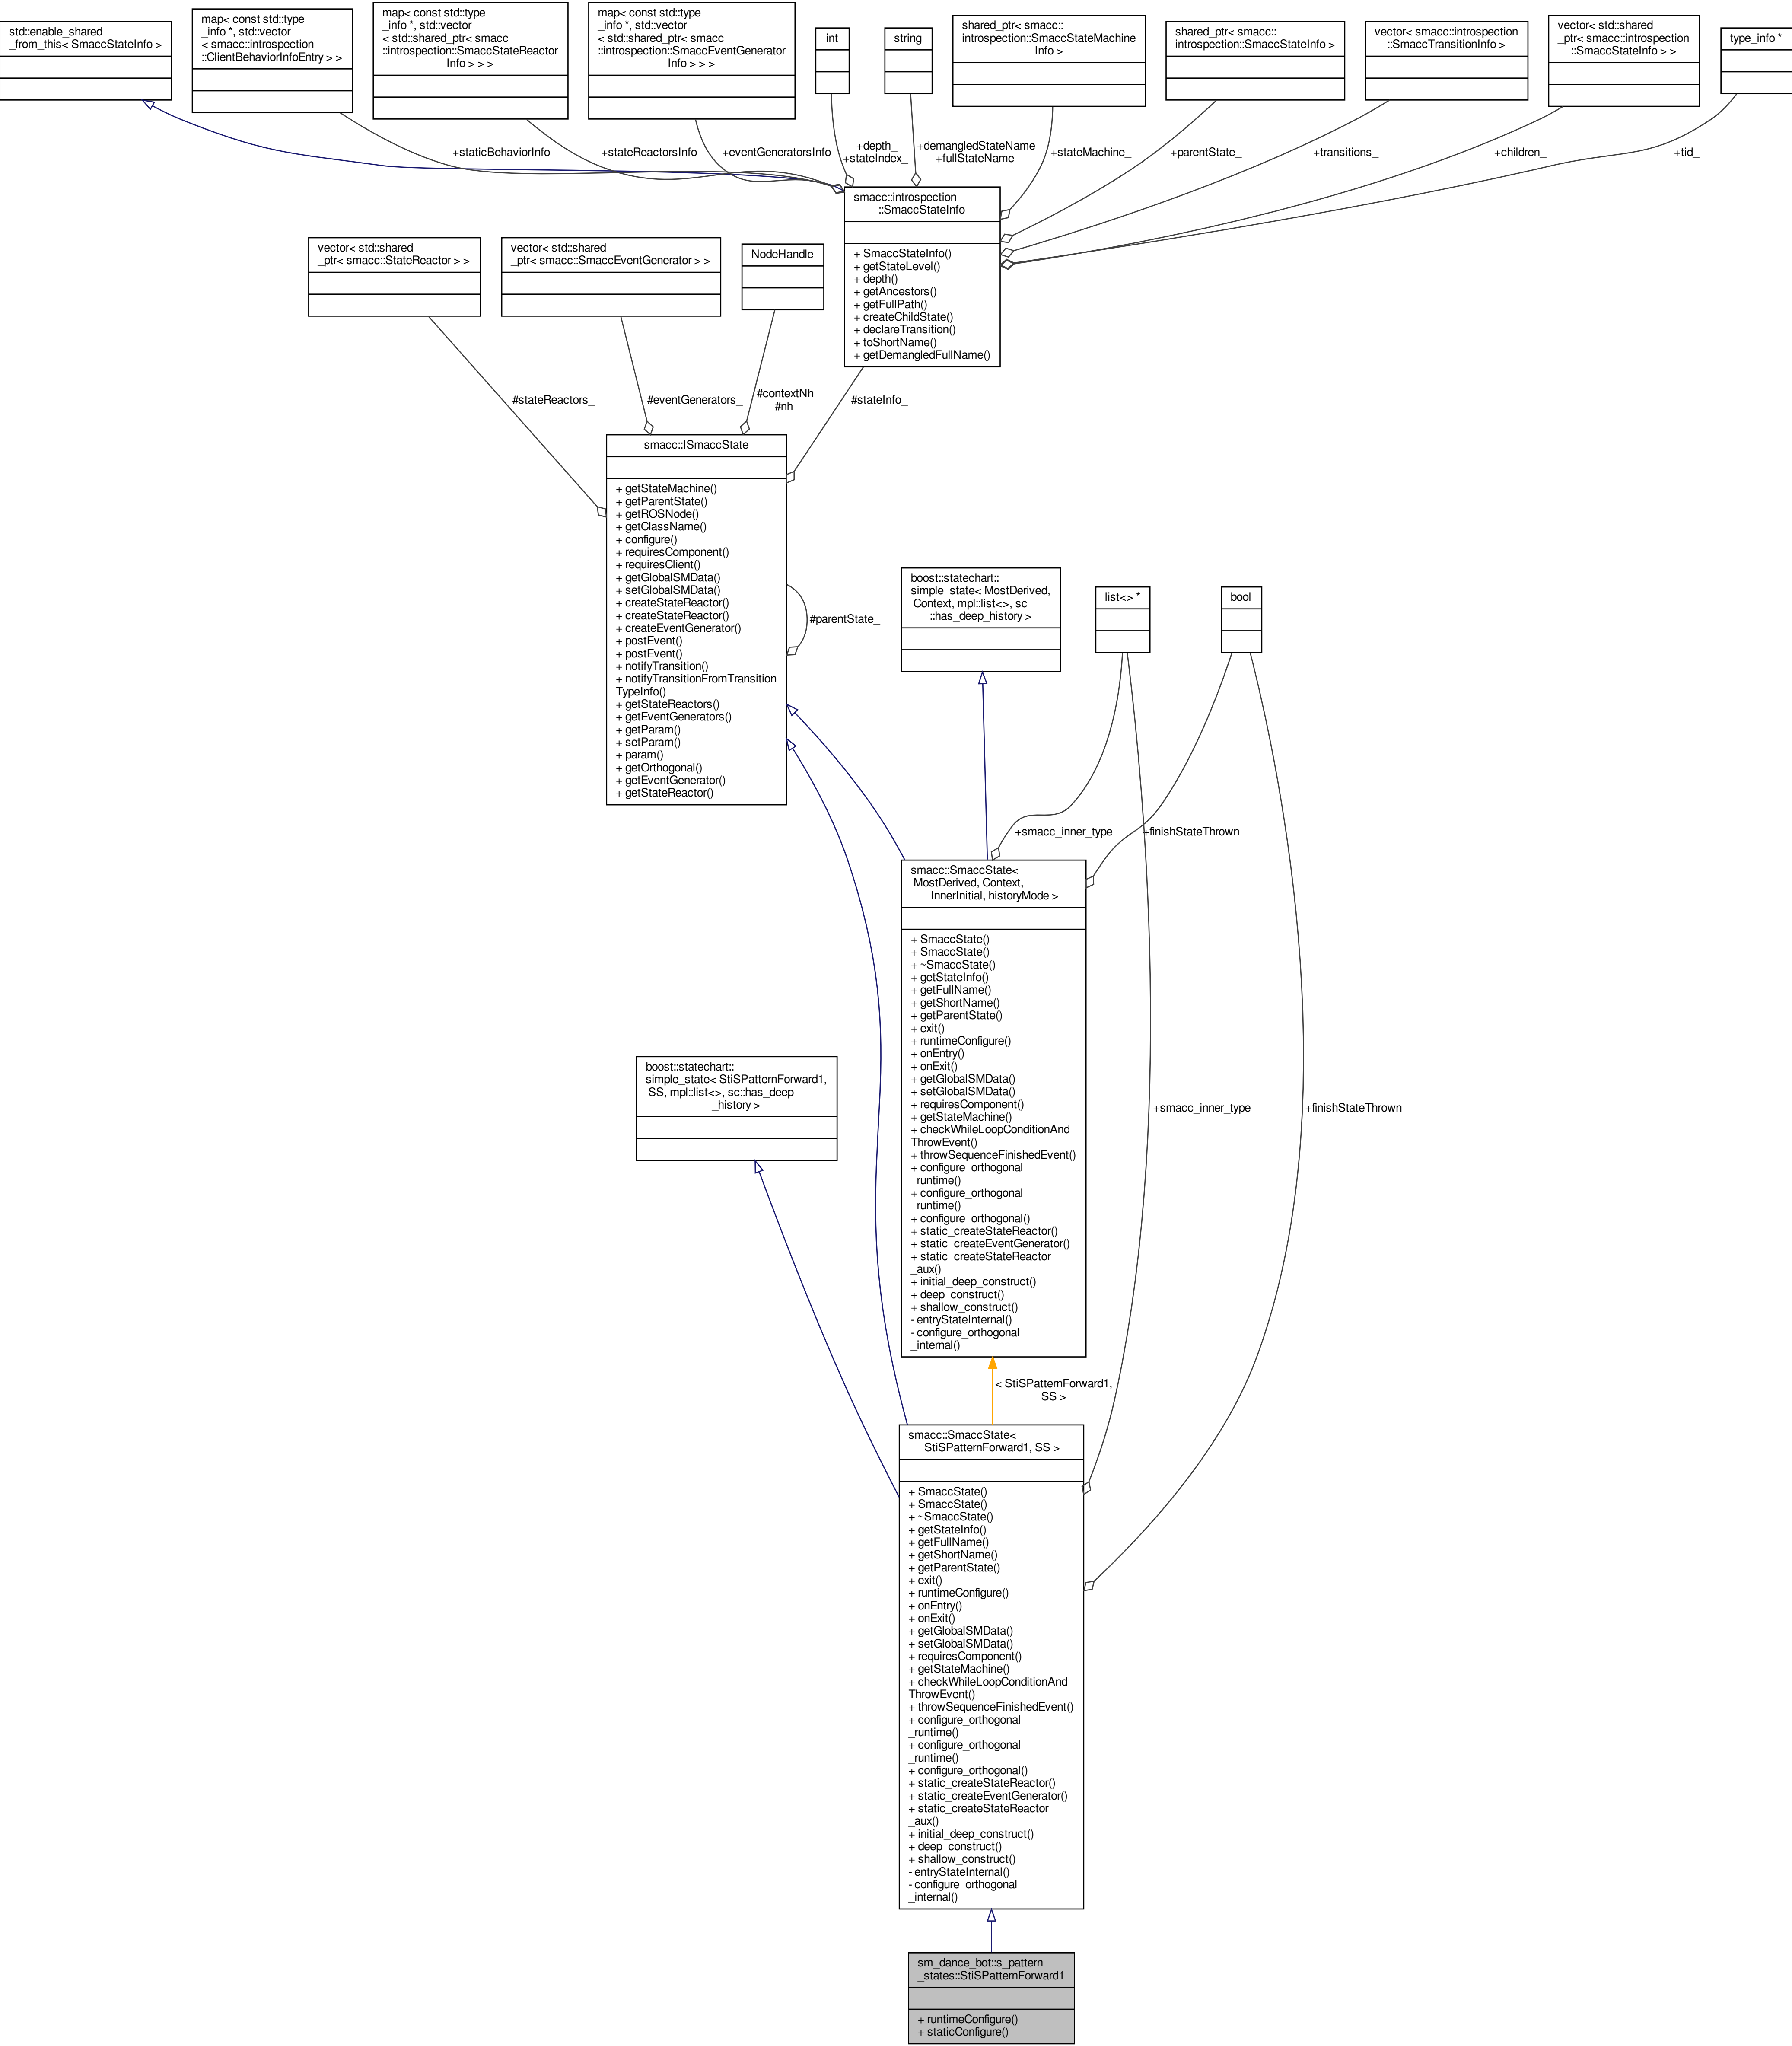 std::enable_shared
_from_this< SmaccStateInfo >
map< const std::type
_info *, std::vector
< smacc::introspection
::ClientBehaviorInfoEntry > >
map< const std::type
_info *, std::vector
< std::shared_ptr< smacc
::introspection::SmaccStateReactor
Info > > >
map< const std::type
_info *, std::vector
< std::shared_ptr< smacc
::introspection::SmaccEventGenerator
Info > > >
int
string
shared_ptr< smacc::
introspection::SmaccStateMachine
Info >
shared_ptr< smacc::
introspection::SmaccStateInfo >
vector< smacc::introspection
::SmaccTransitionInfo >
vector< std::shared
_ptr< smacc::introspection
::SmaccStateInfo > >
type_info *
+staticBehaviorInfo
+stateReactorsInfo
+eventGeneratorsInfo
+depth_
+stateIndex_
+demangledStateName
+fullStateName
+stateMachine_
+parentState_
+transitions_
+children_
+tid_
smacc::introspection
::SmaccStateInfo
+ SmaccStateInfo()
+ getStateLevel()
+ depth()
+ getAncestors()
+ getFullPath()
+ createChildState()
+ declareTransition()
+ toShortName()
+ getDemangledFullName()
vector< std::shared
_ptr< smacc::StateReactor > >
vector< std::shared
_ptr< smacc::SmaccEventGenerator > >
NodeHandle
#stateReactors_
#eventGenerators_
#contextNh
#nh
#stateInfo_
smacc::ISmaccState
+ getStateMachine()
+ getParentState()
+ getROSNode()
+ getClassName()
+ configure()
+ requiresComponent()
+ requiresClient()
+ getGlobalSMData()
+ setGlobalSMData()
+ createStateReactor()
+ createStateReactor()
+ createEventGenerator()
+ postEvent()
+ postEvent()
+ notifyTransition()
+ notifyTransitionFromTransition
TypeInfo()
+ getStateReactors()
+ getEventGenerators()
+ getParam()
+ setParam()
+ param()
+ getOrthogonal()
+ getEventGenerator()
+ getStateReactor()
#parentState_
boost::statechart::
simple_state< MostDerived,
Context, mpl::list<>, sc
::has_deep_history >
list<> *
bool
+smacc_inner_type
+finishStateThrown
smacc::SmaccState<
MostDerived, Context,
InnerInitial, historyMode >
+ SmaccState()
+ SmaccState()
+ ~SmaccState()
+ getStateInfo()
+ getFullName()
+ getShortName()
+ getParentState()
+ exit()
+ runtimeConfigure()
+ onEntry()
+ onExit()
+ getGlobalSMData()
+ setGlobalSMData()
+ requiresComponent()
+ getStateMachine()
+ checkWhileLoopConditionAnd
ThrowEvent()
+ throwSequenceFinishedEvent()
+ configure_orthogonal
_runtime()
+ configure_orthogonal
_runtime()
+ configure_orthogonal()
+ static_createStateReactor()
+ static_createEventGenerator()
+ static_createStateReactor
_aux()
+ initial_deep_construct()
+ deep_construct()
+ shallow_construct()
- entryStateInternal()
- configure_orthogonal
_internal()
boost::statechart::
simple_state< StiSPatternForward1,
SS, mpl::list<>, sc::has_deep
_history >
+smacc_inner_type
+finishStateThrown
< StiSPatternForward1,
SS >
smacc::SmaccState<
StiSPatternForward1, SS >
+ SmaccState()
+ SmaccState()
+ ~SmaccState()
+ getStateInfo()
+ getFullName()
+ getShortName()
+ getParentState()
+ exit()
+ runtimeConfigure()
+ onEntry()
+ onExit()
+ getGlobalSMData()
+ setGlobalSMData()
+ requiresComponent()
+ getStateMachine()
+ checkWhileLoopConditionAnd
ThrowEvent()
+ throwSequenceFinishedEvent()
+ configure_orthogonal
_runtime()
+ configure_orthogonal
_runtime()
+ configure_orthogonal()
+ static_createStateReactor()
+ static_createEventGenerator()
+ static_createStateReactor
_aux()
+ initial_deep_construct()
+ deep_construct()
+ shallow_construct()
- entryStateInternal()
- configure_orthogonal
_internal()
sm_dance_bot::s_pattern
_states::StiSPatternForward1
+ runtimeConfigure()
+ staticConfigure()